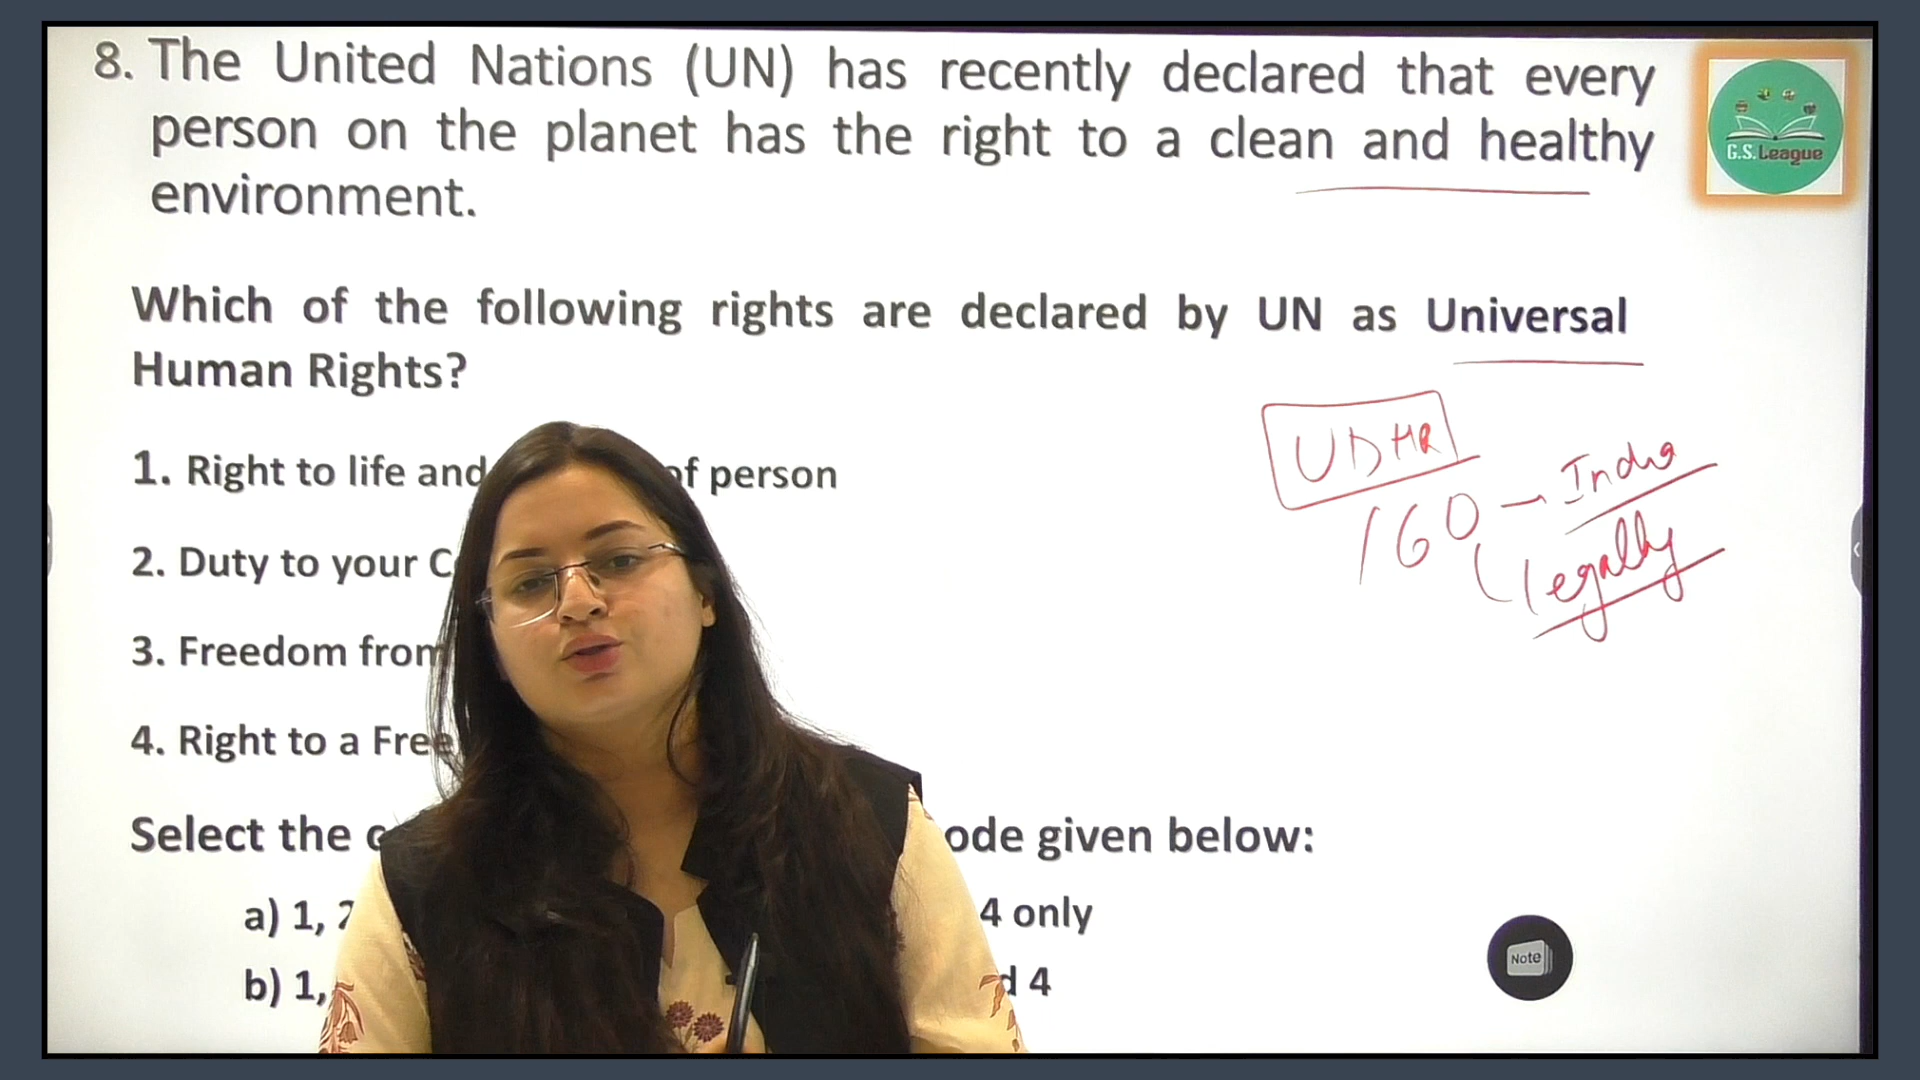 8. The United Nations (UN) has recently declared that every
person on the planet has the right to a clean and healthy
environment.
G.S.League
Which of the following rights are declared by UN as Universal
Human Rights?
UDHR
160 - India
legally
1. Right to life and of person
2. Duty to your
3. Freedom from
4. Right to a Free
Select the given below:
a) 1, 4 only
b) 1, 4
Note